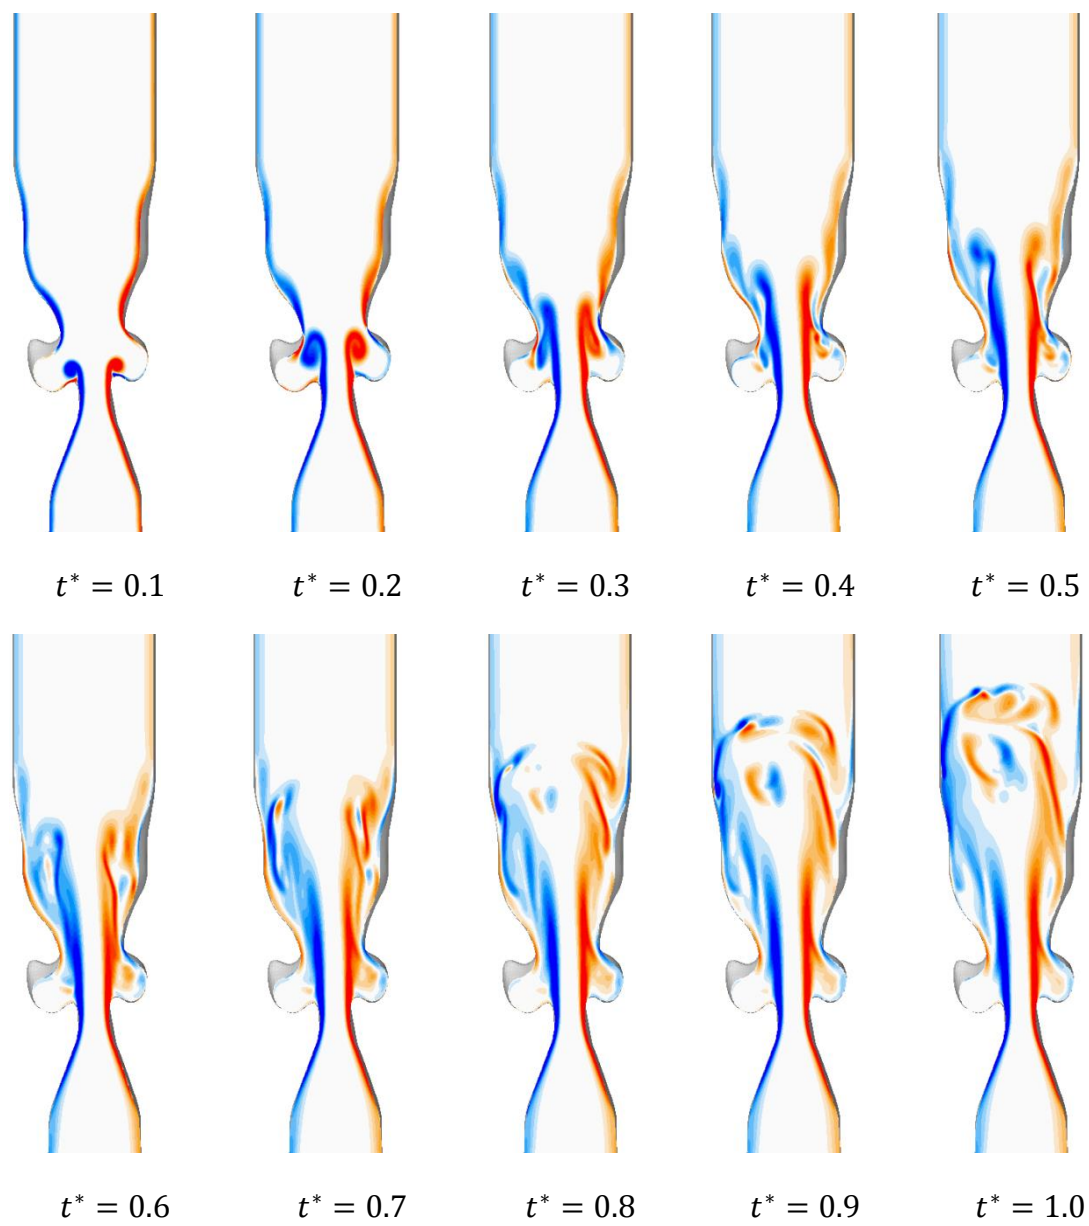 t* = 0.1
t* = 0.2
t* = 0.3
t* = 0.4
t* = 0.5
t* = 0.6
t* = 0.7
t* = 0.8
t* = 0.9
t* = 1.0